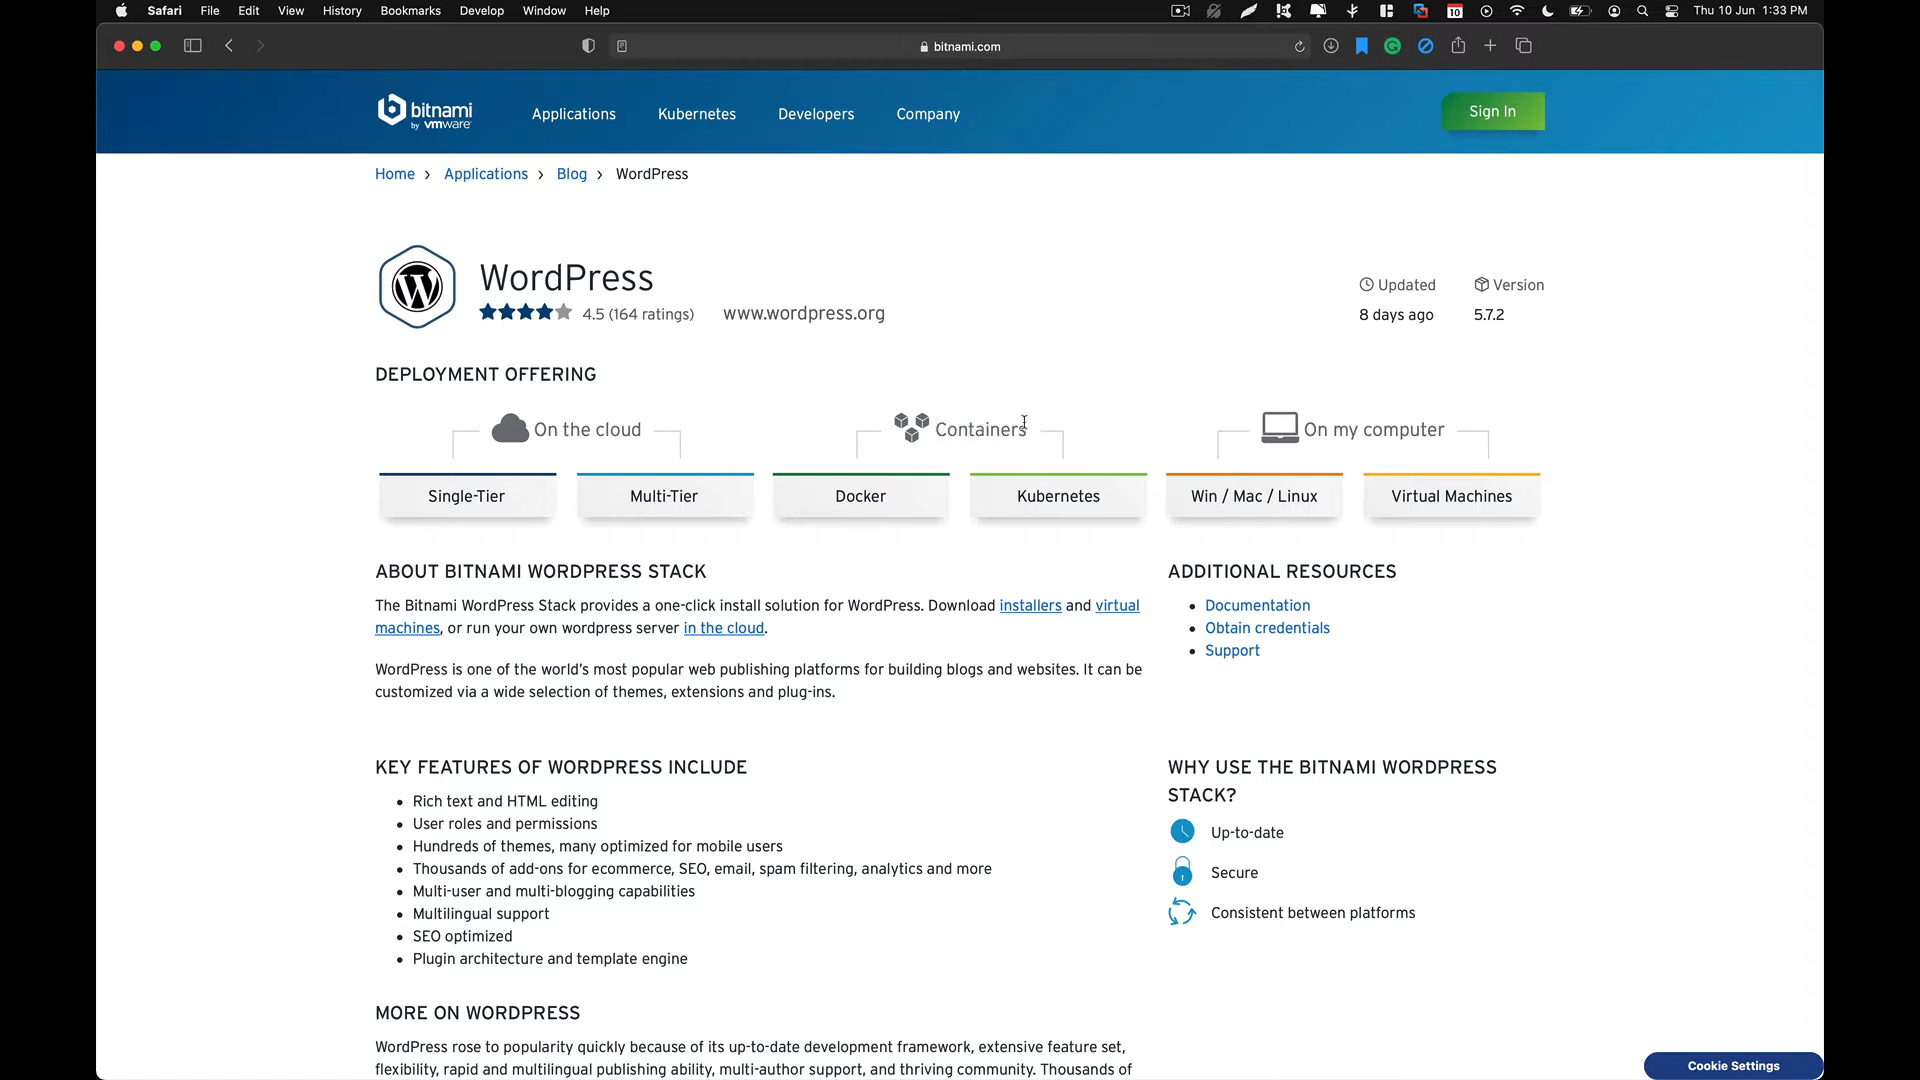 Safari File Edit View History Bookmarks Develop Window Help
10
Thu 10 Jun 1:33 PM
bitnami.com
bitnami
by vmware
Applications Kubernetes Developers Company
Sign In
Home › Applications › Blog › WordPress
WordPress
4.5 (164 ratings) www.wordpress.org
Updated
8 days ago
Version
5.7.2
DEPLOYMENT OFFERING
On the cloud
Containers
On my computer
Single-Tier
Multi-Tier
Docker
Kubernetes
Win / Mac / Linux
Virtual Machines
ABOUT BITNAMI WORDPRESS STACK
The Bitnami WordPress Stack provides a one-click install solution for WordPress. Download installers and virtual
machines, or run your own wordpress server in the cloud.
WordPress is one of the world's most popular web publishing platforms for building blogs and websites. It can be
customized via a wide selection of themes, extensions and plug-ins.
ADDITIONAL RESOURCES
• Documentation
• Obtain credentials
• Support
KEY FEATURES OF WORDPRESS INCLUDE
• Rich text and HTML editing
• User roles and permissions
• Hundreds of themes, many optimized for mobile users
• Thousands of add-ons for ecommerce, SEO, email, spam filtering, analytics and more
• Multi-user and multi-blogging capabilities
• Multilingual support
• SEO optimized
• Plugin architecture and template engine
WHY USE THE BITNAMI WORDPRESS
STACK?
Up-to-date
Secure
Consistent between platforms
MORE ON WORDPRESS
WordPress rose to popularity quickly because of its up-to-date development framework, extensive feature set,
flexibility, rapid and multilingual publishing ability, multi-author support, and thriving community. Thousands of
Cookie Settings